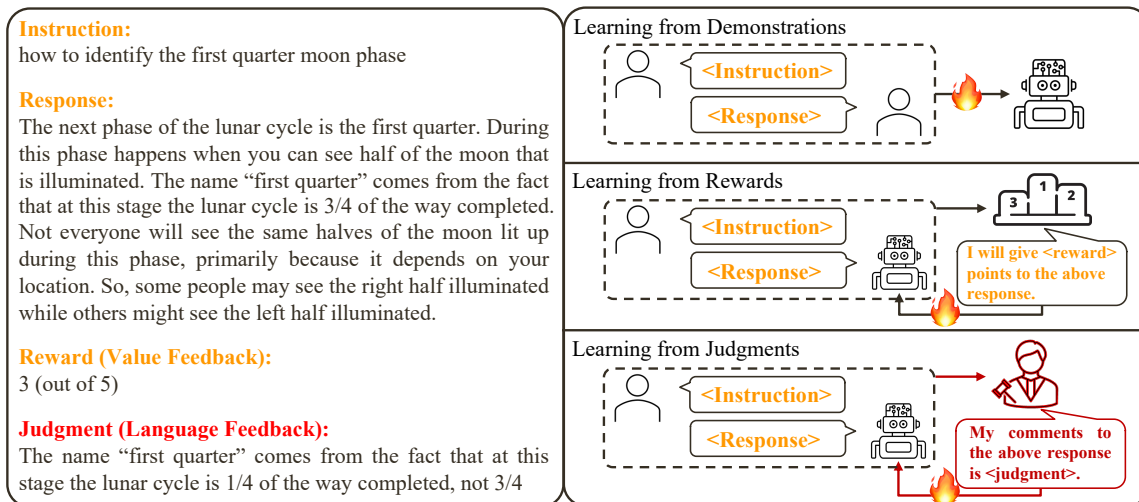 Instruction:
how to identify the first quarter moon phase
Response:
The next phase of the lunar cycle is the first quarter. During
this phase happens when you can see half of the moon that
is illuminated. The name “first quarter” comes from the fact
that at this stage the lunar cycle is 3/4 of the way completed.
Not everyone will see the same halves of the moon lit up
during this phase, primarily because it depends on your
location. So, some people may see the right half illuminated
while others might see the left half illuminated.
Reward (Value Feedback):
3 (out of 5)
Judgment (Language Feedback):
The name “first quarter” comes from the fact that at this
stage the lunar cycle is 1/4 of the way completed, not 3/4
Learning from Demonstrations
<Instruction>
<Response>
Learning from Rewards
<Instruction>
<Response>
3 1 2
I will give <reward>
points to the above
response.
Learning from Judgments
<Instruction>
<Response>
My comments to
the above response
is <judgment>.